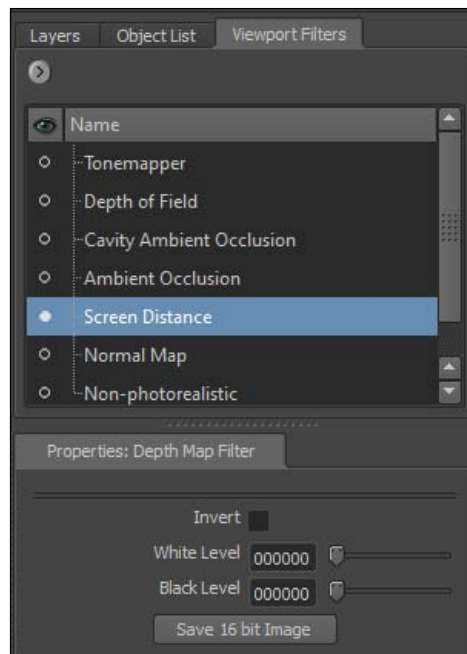 Layers Object List Viewport Filters
Name
Tonemapper
Depth of Field
Cavity Ambient Occlusion
Ambient Occlusion
Screen Distance
Normal Map
Non-photorealistic
Properties: Depth Map Filter
Invert
White Level 000000
Black Level 000000
Save 16 bit Image